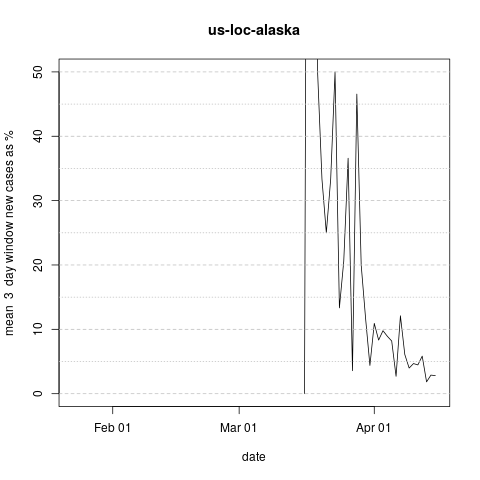 us-loc-alaska
mean 3 day window new cases as %
50
40
30
20
10
0
Feb 01
Mar 01
Apr 01
date